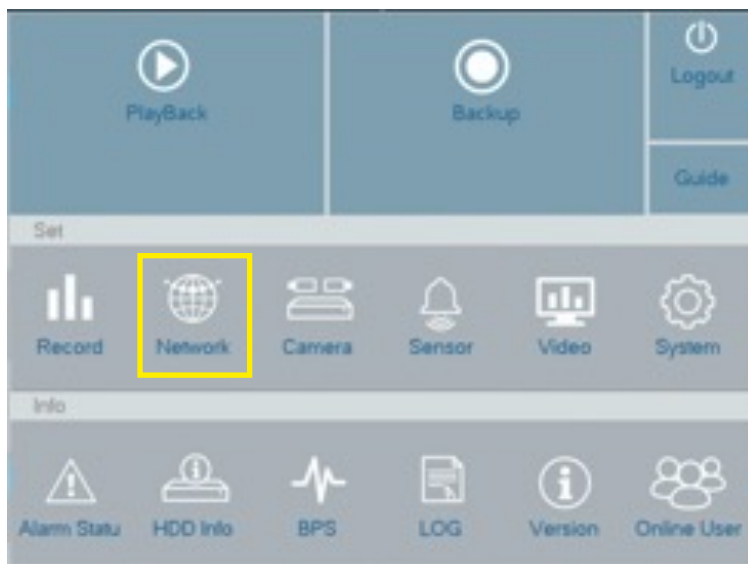 PlayBack
Backup
Logout
Guide
Set
Record
Network
Camera
Sensor
Video
System
Info
Alarm Statu
HDD Info
BPS
LOG
Version
Online User